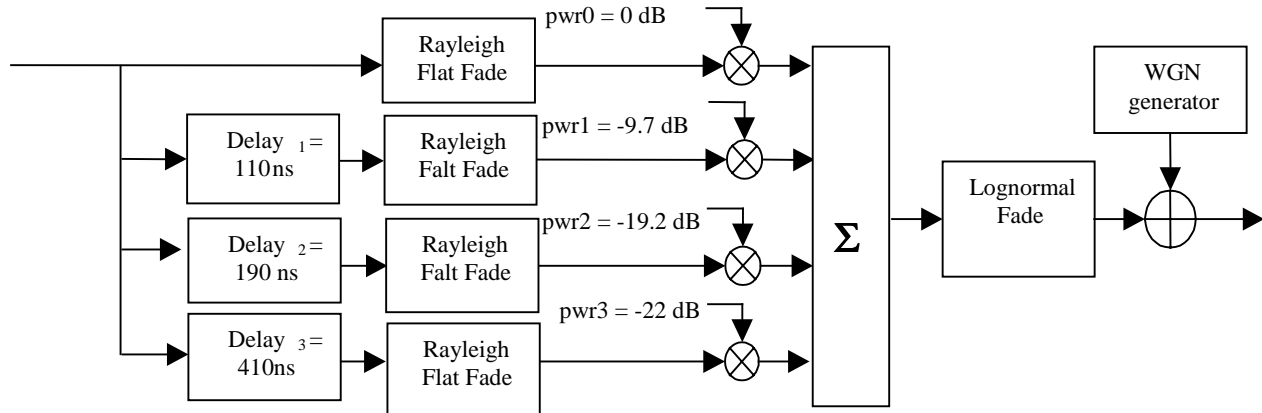 pwr0 = 0 dB
Rayleigh
Flat Fade
WGN
generator
pwr1 = -9.7 dB
Delay 1=
110ns
Rayleigh
Falt Fade
Lognormal
Fade
pwr2 = -19.2 dB
Delay 2=
190 ns
Rayleigh
Falt Fade
Σ
pwr3 = -22 dB
Delay 3=
410ns
Rayleigh
Flat Fade